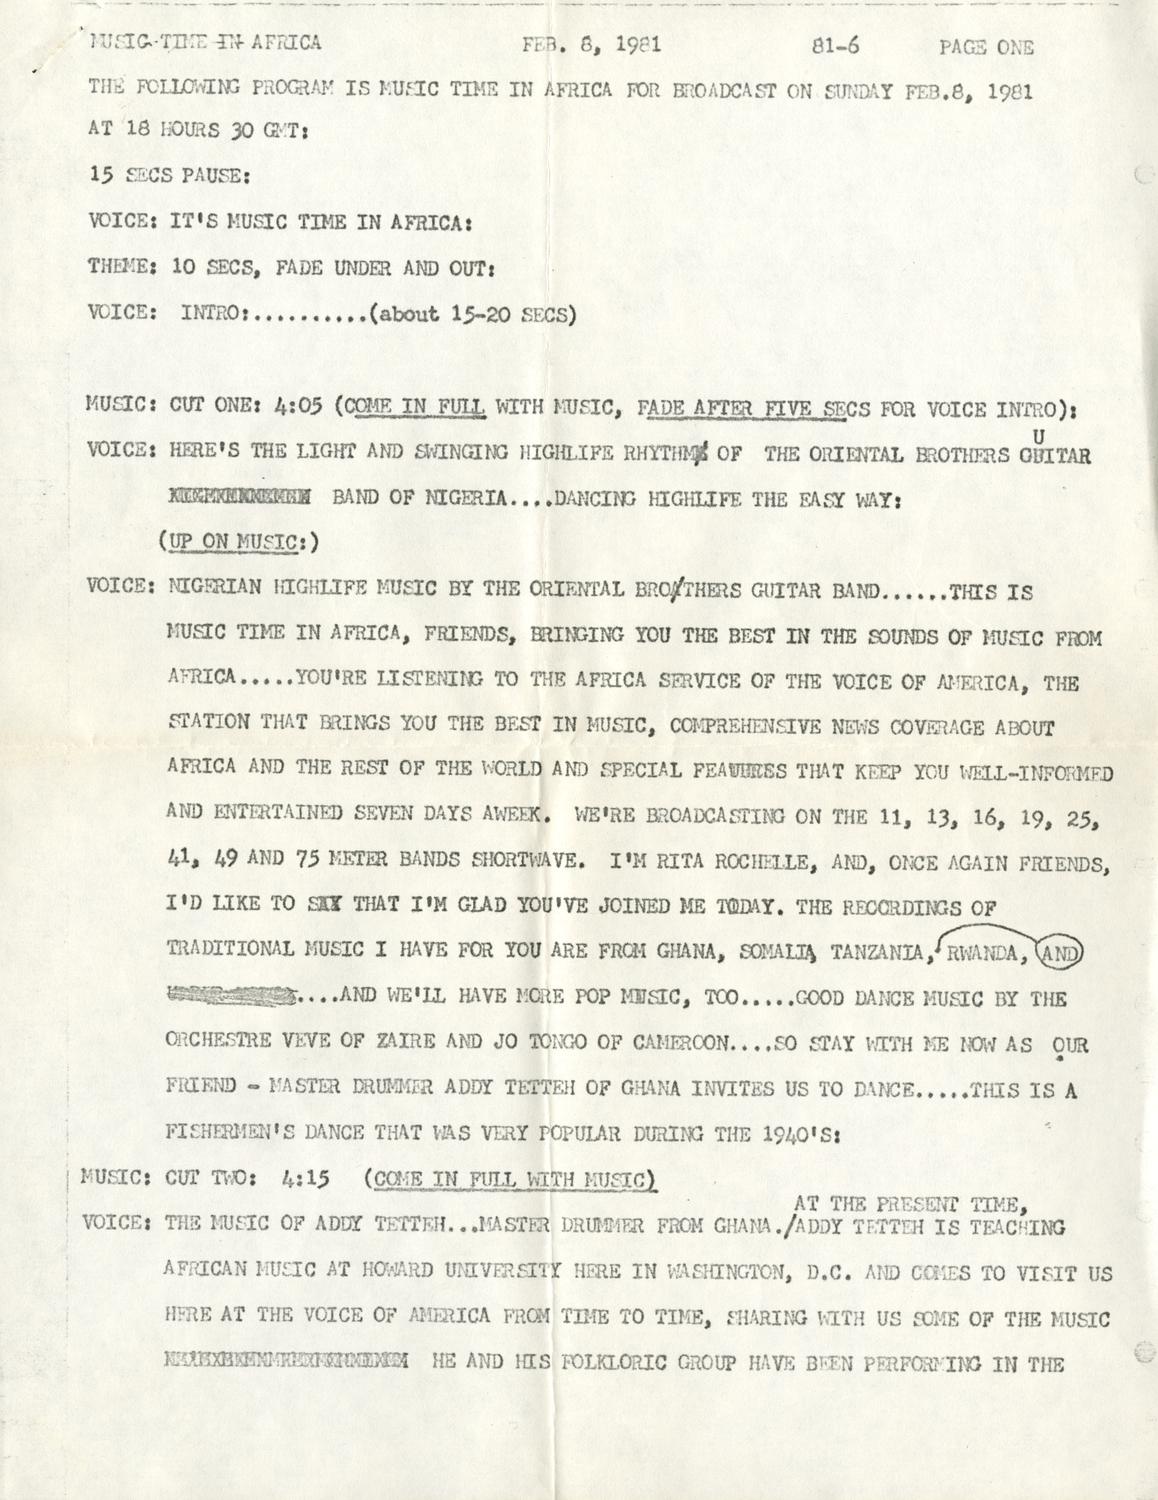 MUSIC TIME IN AFRICA FEB. 8, 1981 81-6 PAGE ONE
THE FOLLOWING PROGRAM IS MUSIC TIME IN AFRICA FOR BROADCAST ON SUNDAY FEB.8, 1981
AT 18 HOURS 30 GMT:
15 SECS PAUSE:
VOICE: IT'S MUSIC TIME IN AFRICA:
THEME: 10 SECS, FADE UNDER AND OUT:
VOICE: INTRO:..........(about 15-20 SECS)
MUSIC: CUT ONE: 4:05 (COME IN FULL WITH MUSIC, FADE AFTER FIVE SECS FOR VOICE INTRO):
VOICE: HERE'S THE LIGHT AND SWINGING HIGHLIFE RHYTHM OF THE ORIENTAL BROTHERS GUITAR
BAND OF NIGERIA....DANCING HIGHLIFE THE EASY WAY:
(UP ON MUSIC:)
VOICE: NIGERIAN HIGHLIFE MUSIC BY THE ORIENTAL BROTHERS GUITAR BAND......THIS IS
MUSIC TIME IN AFRICA, FRIENDS, BRINGING YOU THE BEST IN THE SOUNDS OF MUSIC FROM
AFRICA.....YOU'RE LISTENING TO THE AFRICA SERVICE OF THE VOICE OF AMERICA, THE
STATION THAT BRINGS YOU THE BEST IN MUSIC, COMPREHENSIVE NEWS COVERAGE ABOUT
AFRICA AND THE REST OF THE WORLD AND SPECIAL FEATURES THAT KEEP YOU WELL-INFORMED
AND ENTERTAINED SEVEN DAYS AWEEK. WE'RE BROADCASTING ON THE 11, 13, 16, 19, 25,
41, 49 AND 75 METER BANDS SHORTWAVE. I'M RITA ROCHELLE, AND, ONCE AGAIN FRIENDS,
I'D LIKE TO SAY THAT I'M GLAD YOU'VE JOINED ME TODAY. THE RECORDINGS OF
TRADITIONAL MUSIC I HAVE FOR YOU ARE FROM GHANA, SOMALIA, TANZANIA, RWANDA, AND
....AND WE'LL HAVE MORE POP MUSIC, TOO.....GOOD DANCE MUSIC BY THE
ORCHESTRE VEVE OF ZAIRE AND JO TONGO OF CAMEROON....SO STAY WITH ME NOW AS OUR
FRIEND - MASTER DRUMMER ADDY TETTEH OF GHANA INVITES US TO DANCE.....THIS IS A
FISHERMEN'S DANCE THAT WAS VERY POPULAR DURING THE 1940'S:
MUSIC: CUT TWO: 4:15 (COME IN FULL WITH MUSIC)
AT THE PRESENT TIME,
VOICE: THE MUSIC OF ADDY TETTEH...MASTER DRUMMER FROM GHANA./ADDY TETTEH IS TEACHING
AFRICAN MUSIC AT HOWARD UNIVERSITY HERE IN WASHINGTON, D.C. AND COMES TO VISIT US
HERE AT THE VOICE OF AMERICA FROM TIME TO TIME, SHARING WITH US SOME OF THE MUSIC
HE AND HIS FOLKLORIC GROUP HAVE BEEN PERFORMING IN THE